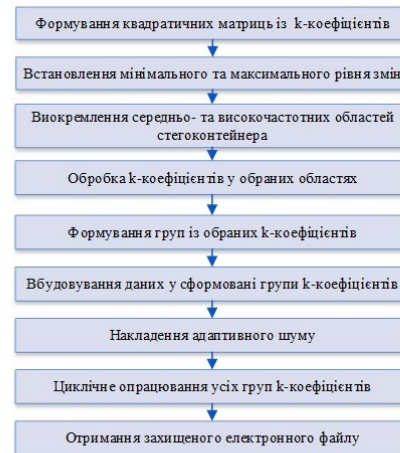 Формування квадратичних матриць із k-коефіцієнтів
Встановлення мінімального та максимального рівня змін
Виокремлення середньо- та височастотних областей
стегоконтейнера
Обробка k-коефіцієнтів у обраних областях
Формування груп із обраних k-коефіцієнтів
Вбудовування даних у сформовані групи k-коефіцієнтів
Накладення адаптивного шуму
Циклічне опрацювання усіх груп k-коефіцієнтів
Отримання захищеного електронного файлу